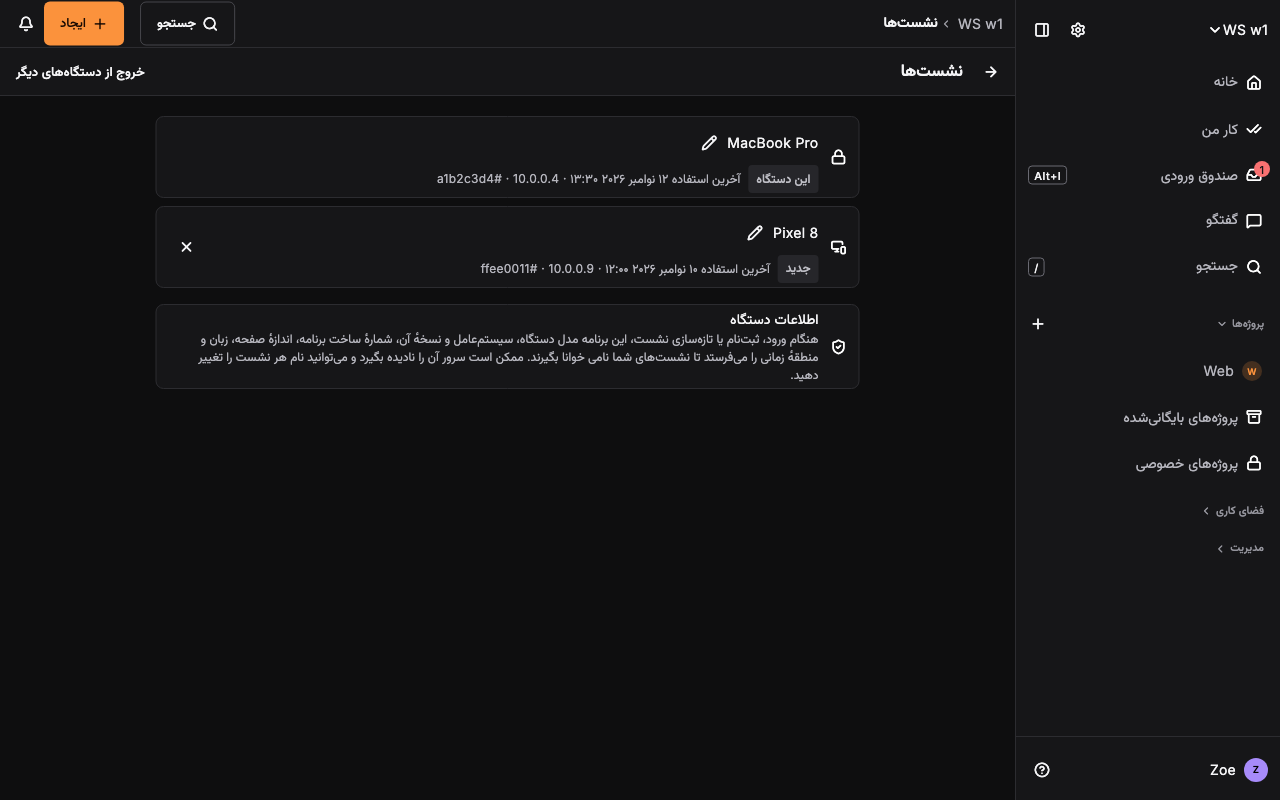 WS w1
خانه
کار من
1
صندوق ورودی
Alt+I
گفتگو
جستجو
/
پروژه‌ها
W
Web
پروژه‌های بایگانی‌شده
پروژه‌های خصوصی
فضای کاری
مدیریت
Z
Zoe
WS w1 › نشست‌ها
جستجو
ایجاد
نشست‌ها
خروج از دستگاه‌های دیگر
MacBook Pro
این دستگاه
آخرین استفاده ۱۲ نوامبر ۲۰۲۶ ۱۳:۳۰ · 10.0.0.4 · #a1b2c3d4
Pixel 8
جدید
آخرین استفاده ۱۰ نوامبر ۲۰۲۶ ۱۲:۰۰ · 10.0.0.9 · #ffee0011
اطلاعات دستگاه
هنگام ورود، ثبت‌نام یا تازه‌سازی نشست، این برنامه مدل دستگاه، سیستم‌عامل و نسخهٔ آن، شمارهٔ ساخت برنامه، اندازهٔ صفحه، زبان و
منطقهٔ زمانی را می‌فرستد تا نشست‌های شما نامی خوانا بگیرند. ممکن است سرور آن را نادیده بگیرد و می‌توانید نام هر نشست را تغییر
دهید.